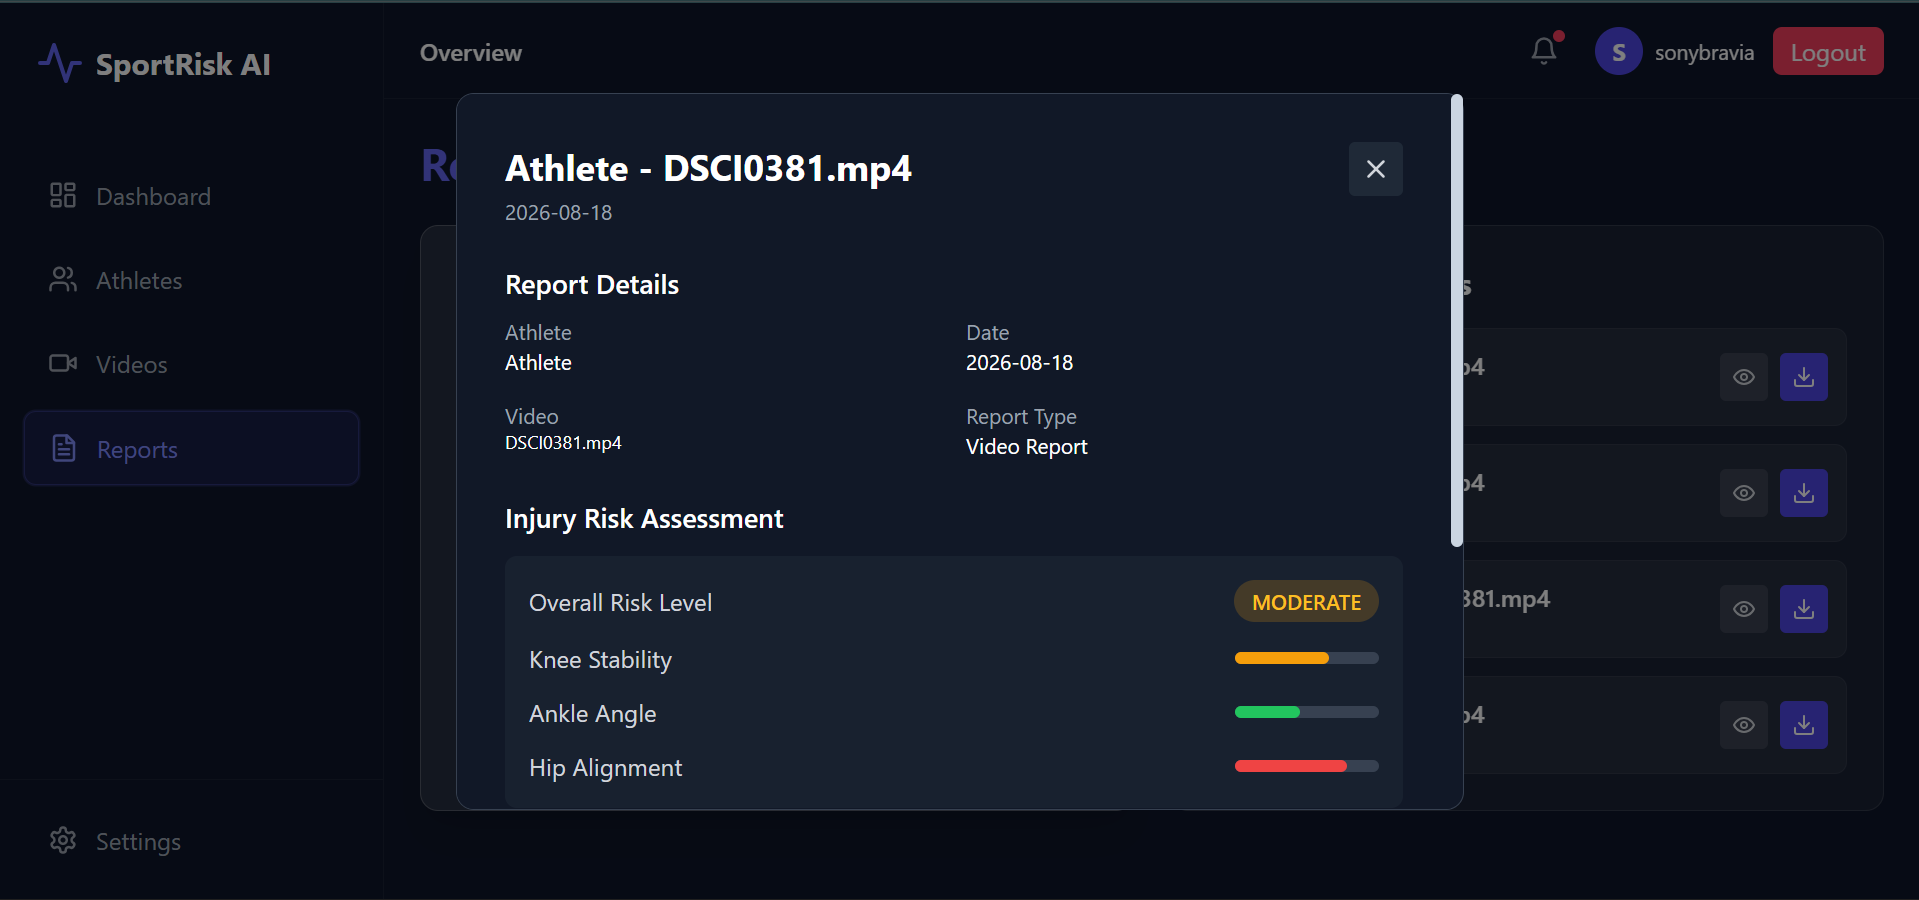 SportRisk AI
Overview
S
sonybravia
Logout
Dashboard
Athletes
Videos
Reports
Settings
Athlete - DSCI0381.mp4
2026-08-18
Report Details
Athlete
Athlete
Date
2026-08-18
Video
DSCI0381.mp4
Report Type
Video Report
Injury Risk Assessment
Overall Risk Level
MODERATE
Knee Stability
Ankle Angle
Hip Alignment
381.mp4